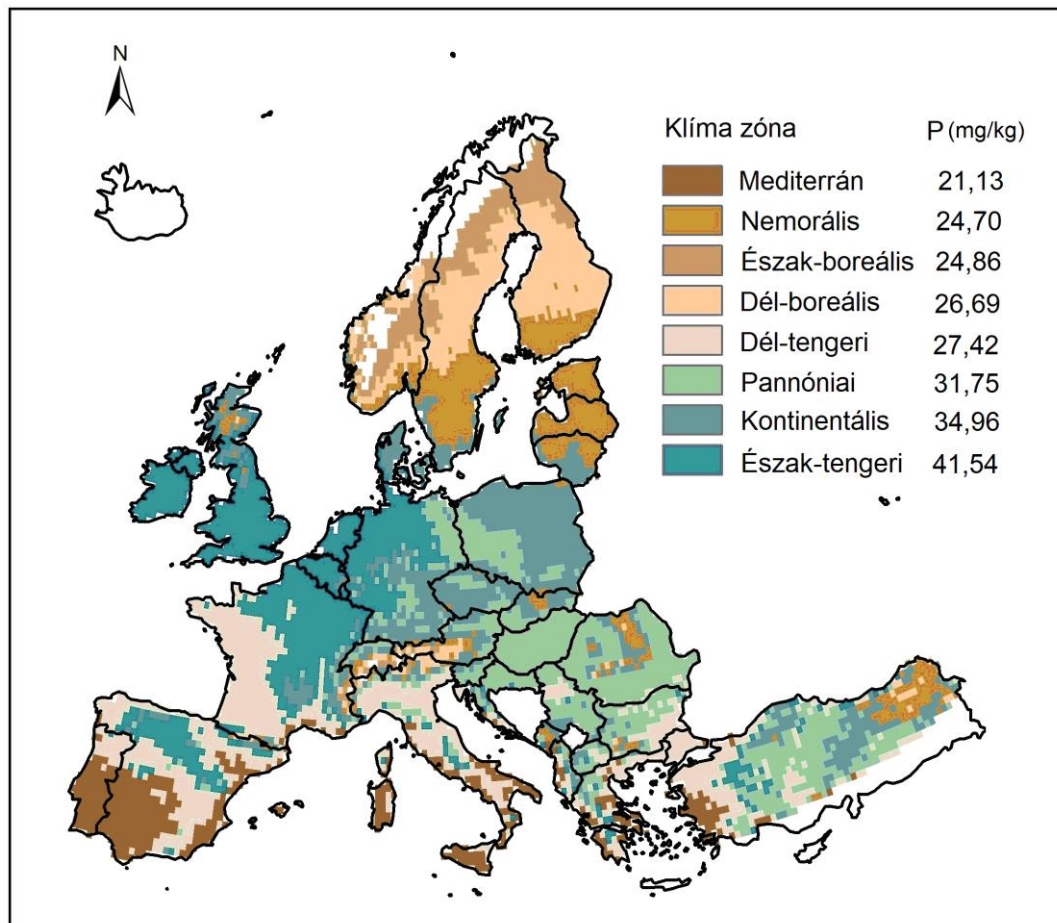 N
Klíma zóna P (mg/kg)
Mediterrán 21,13
Nemorális 24,70
Észak-boreális 24,86
Dél-boreális 26,69
Dél-tengeri 27,42
Pannóniai 31,75
Kontinentális 34,96
Észak-tengeri 41,54